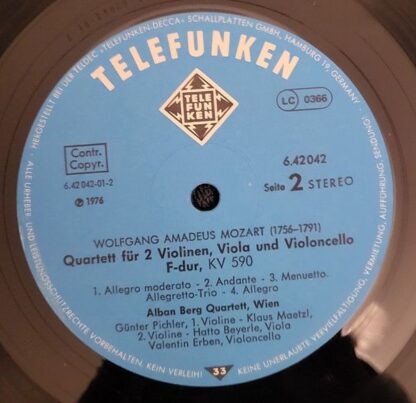 HERGESTELLT BEI DER TELDEC »TELEFUNKEN-DECCA« SCHALLPLATTEN GMBH, HAMBURG 19, GERMANY ·
TELEFUNKEN
TELE
FUN
KEN
LC 0366
Contr.
Copyr.
6.42042-01-2
℗ 1976
6.42042
Seite 2 STEREO
WOLFGANG AMADEUS MOZART (1756–1791)
Quartett für 2 Violinen, Viola und Violoncello
F-dur, KV 590
1. Allegro moderato - 2. Andante - 3. Menuetto.
Allegretto-Trio - 4. Allegro
Alban Berg Quartett, Wien
Günter Pichler, 1. Violine - Klaus Maetzl,
2. Violine - Hatto Beyerle, Viola
Valentin Erben, Violoncello
33
ALLE URHEBER- UND LEISTUNGSSCHUTZRECHTE VORBEHALTEN. KEIN VERLEIH! KEINE UNERLAUBTE VERVIELFÄLTIGUNG, VERMIETUNG, AUFFÜHRUNG, SENDUNG!